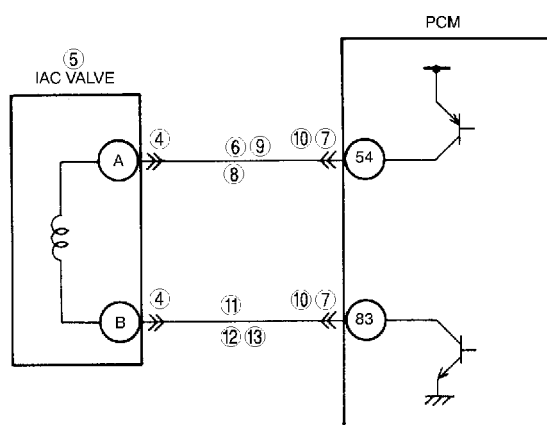 PCM
⑤
IAC VALVE
A
④
⑥ ⑨
⑧
⑩ ⑦
54
B
④
⑪
⑫ ⑬
⑩ ⑦
83